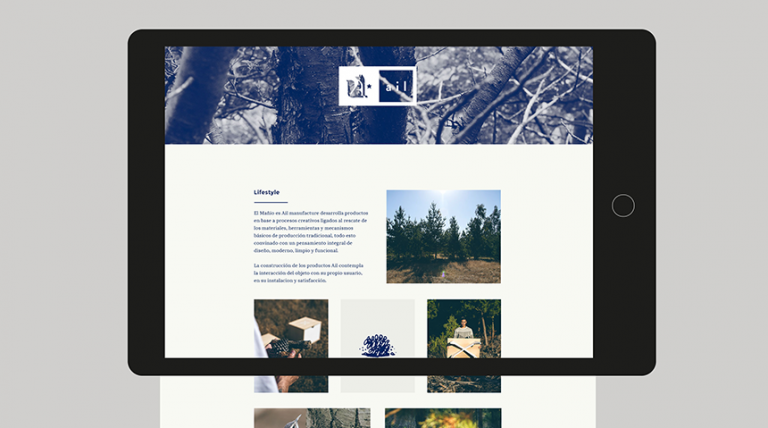 ail
Lifestyle
El Mañío es Ail manufacture desarrolla productos
en base a procesos creativos ligados al rescate de
los materiales, herramientas y mecanismos
básicos de producción tradicional, todo esto
convinado con un pensamiento integral de
diseño, moderno, limpio y funcional.
La construcción de los productos Ail contempla
la interacción del objeto con su propio usuario,
en su instalacion y satisfacción.